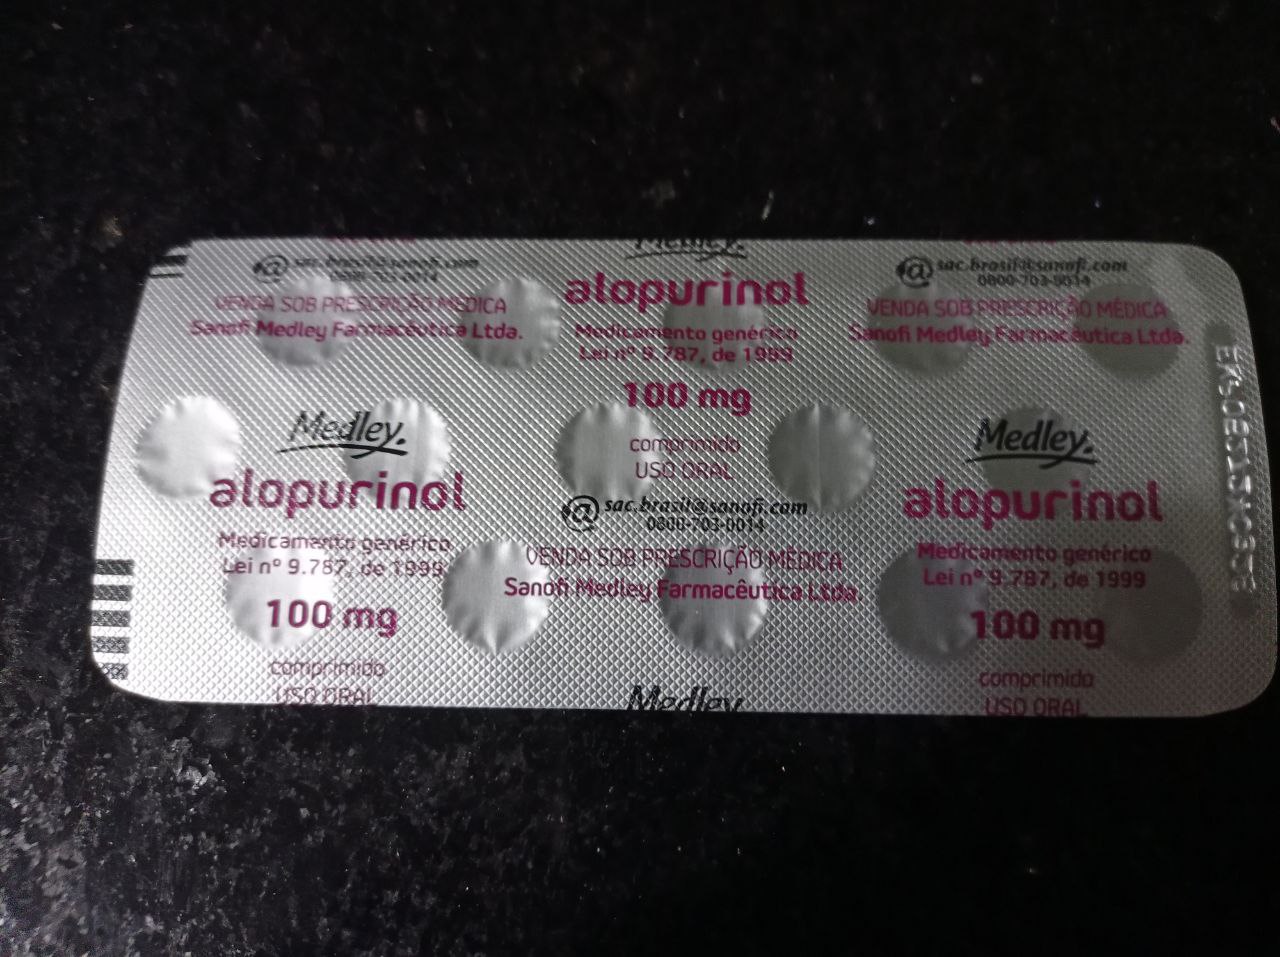 Medley.
@ sac.brasil@sanofi.com
0800-703-0014
VENDA SOB PRESCRIÇÃO MÉDICA
Sanofi Medley Farmacêutica Ltda.
alopurinol
Medicamento genérico
Lei nº 9.787, de 1999
100 mg
comprimido
USO ORAL
@ sac.brasil@sanofi.com
0800-703-0014
VENDA SOB PRESCRIÇÃO MÉDICA
Sanofi Medley Farmacêutica Ltda.
Medley.
alopurinol
Medicamento genérico
Lei nº 9.787, de 1999
100 mg
comprimido
USO ORAL
@ sac.brasil@sanofi.com
0800-703-0014
VENDA SOB PRESCRIÇÃO MÉDICA
Sanofi Medley Farmacêutica Ltda.
Medley
Medley.
alopurinol
Medicamento genérico
Lei nº 9.787, de 1999
100 mg
comprimido
USO ORAL